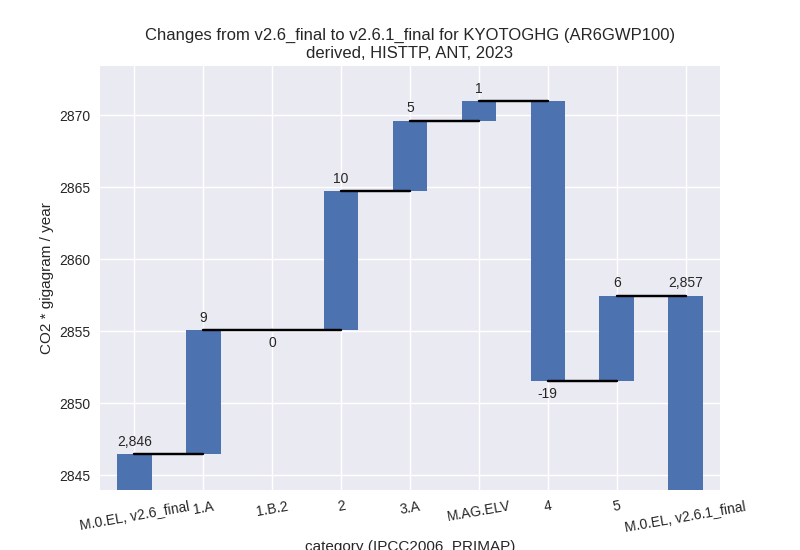 Changes from v2.6_final to v2.6.1_final for KYOTOGHG (AR6GWP100)
derived, HISTTP, ANT, 2023
CO2 * gigagram / year
2870
2865
2860
2855
2850
2845
2,846
9
0
10
5
1
-19
6
2,857
M.0.EL, v2.6_final
1.A
1.B.2
2
3.A
M.AG.ELV
4
5
M.0.EL, v2.6.1_final
category (IPCC2006_PRIMAP)